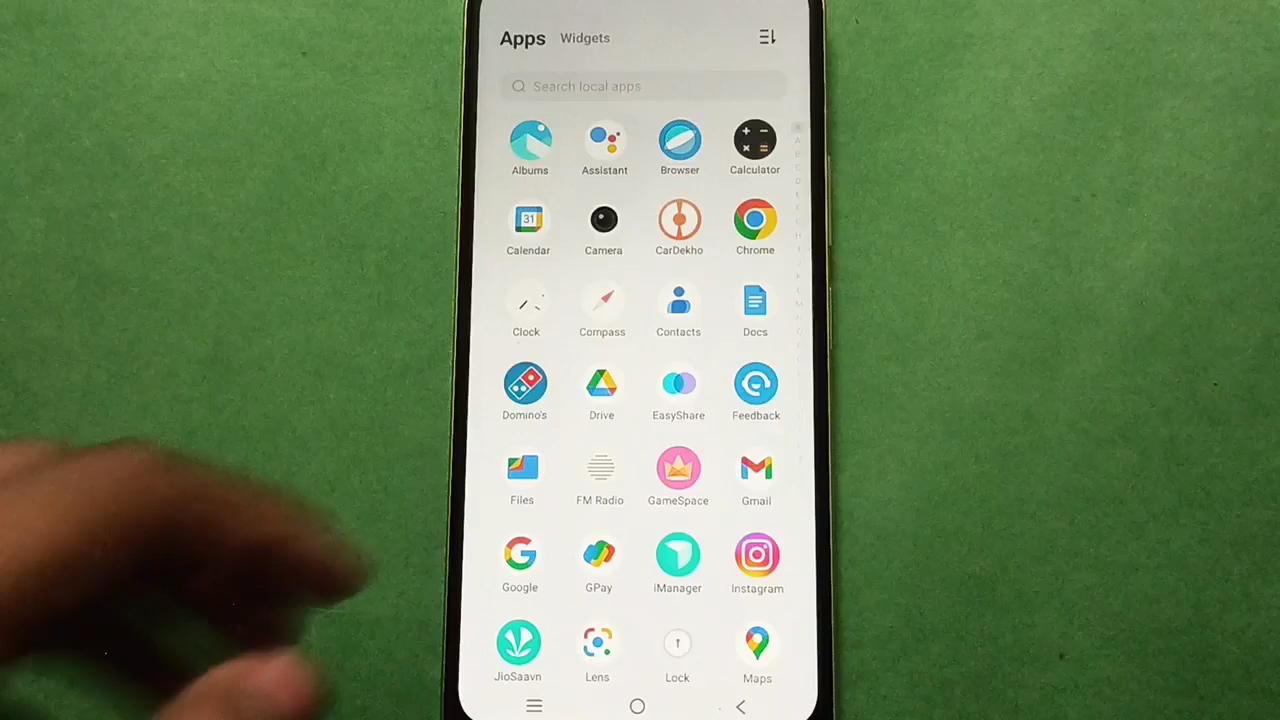 Apps Widgets
Search local apps
Albums Assistant Browser Calculator
31
Calendar Camera CarDekho Chrome
Clock Compass Contacts Docs
Domino's Drive EasyShare Feedback
Files FM Radio GameSpace Gmail
Google GPay iManager Instagram
JioSaavn Lens Lock Maps